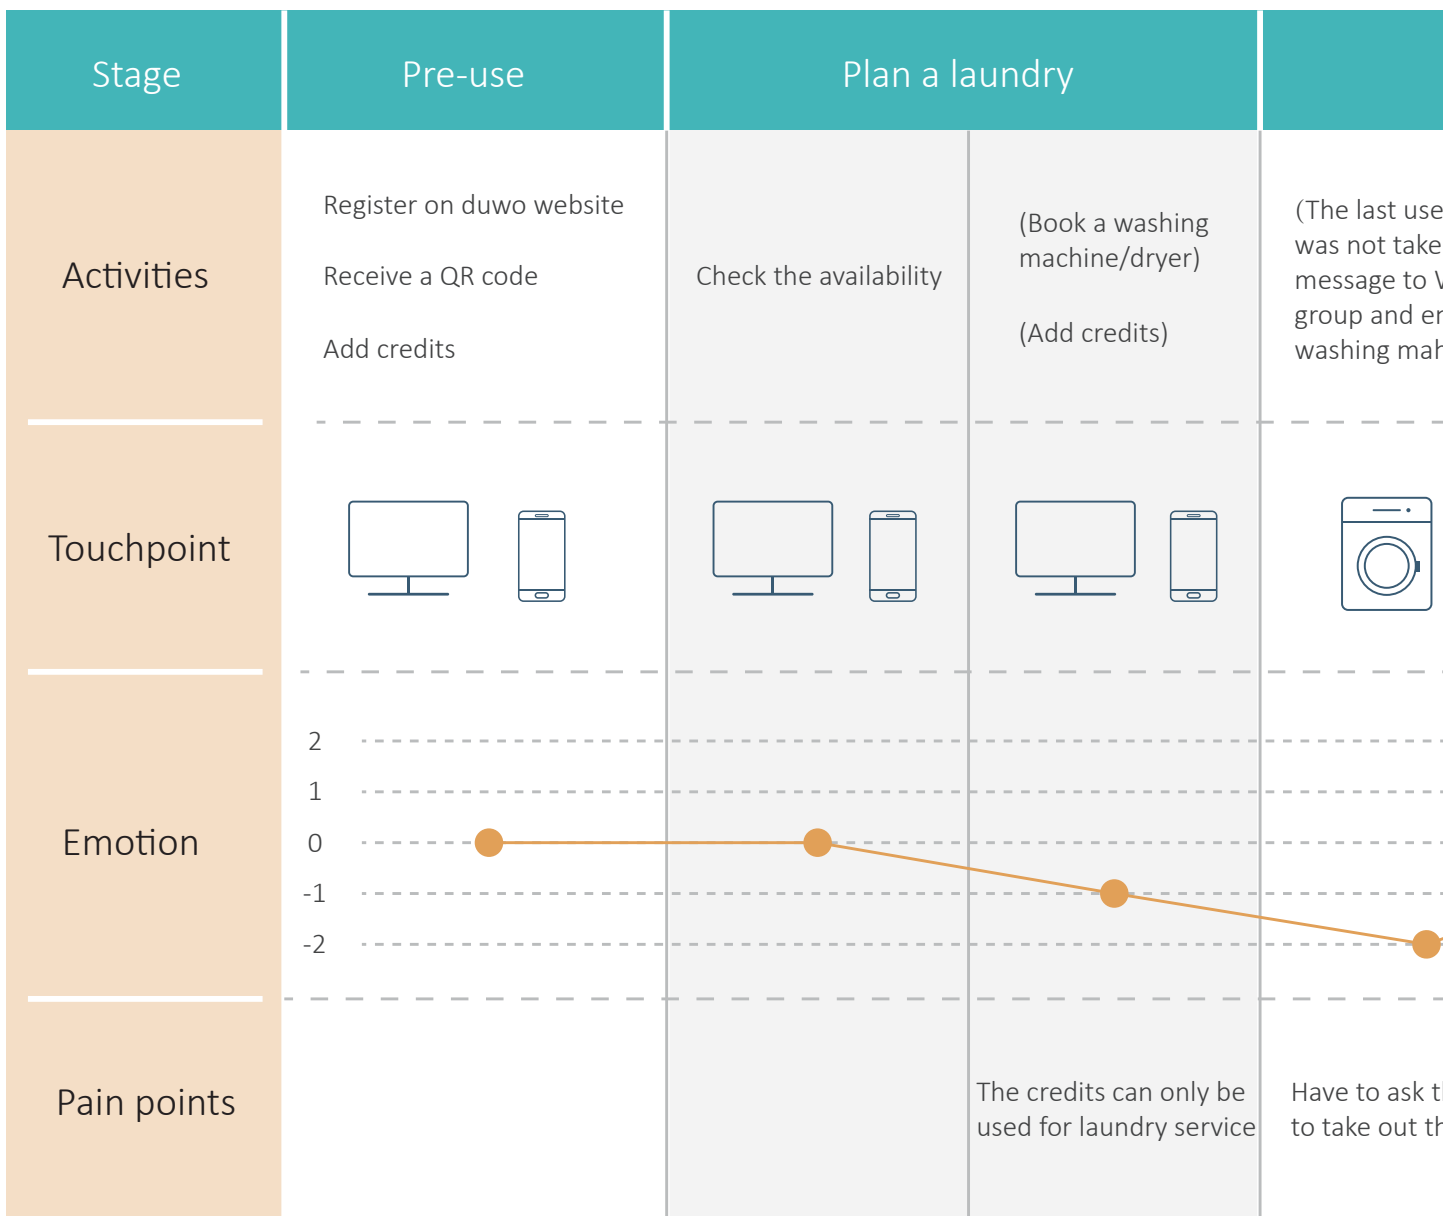 Stage
Pre-use
Plan a laundry
Activities
Register on duwo website
Receive a QR code
Add credits
Check the availability
(Book a washing
machine/dryer)
(Add credits)
(The last use
was not take
message to
group and
washing
Touchpoint
Emotion
2
1
0
-1
-2
Pain points
The credits can only be
used for laundry service
Have to ask
to take out